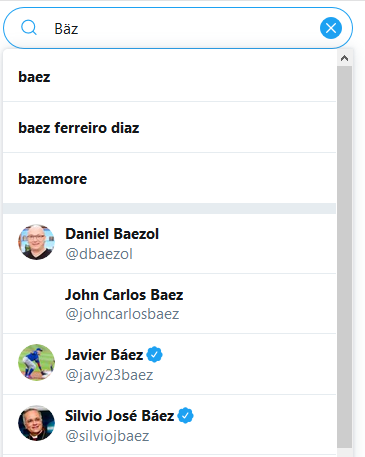 Bäz
baez
baez ferreiro diaz
bazemore
Daniel Baezol
@dbaezol
John Carlos Baez
@johncarlosbaez
Javier Báez
@javy23baez
Silvio José Báez
@silviojbaez